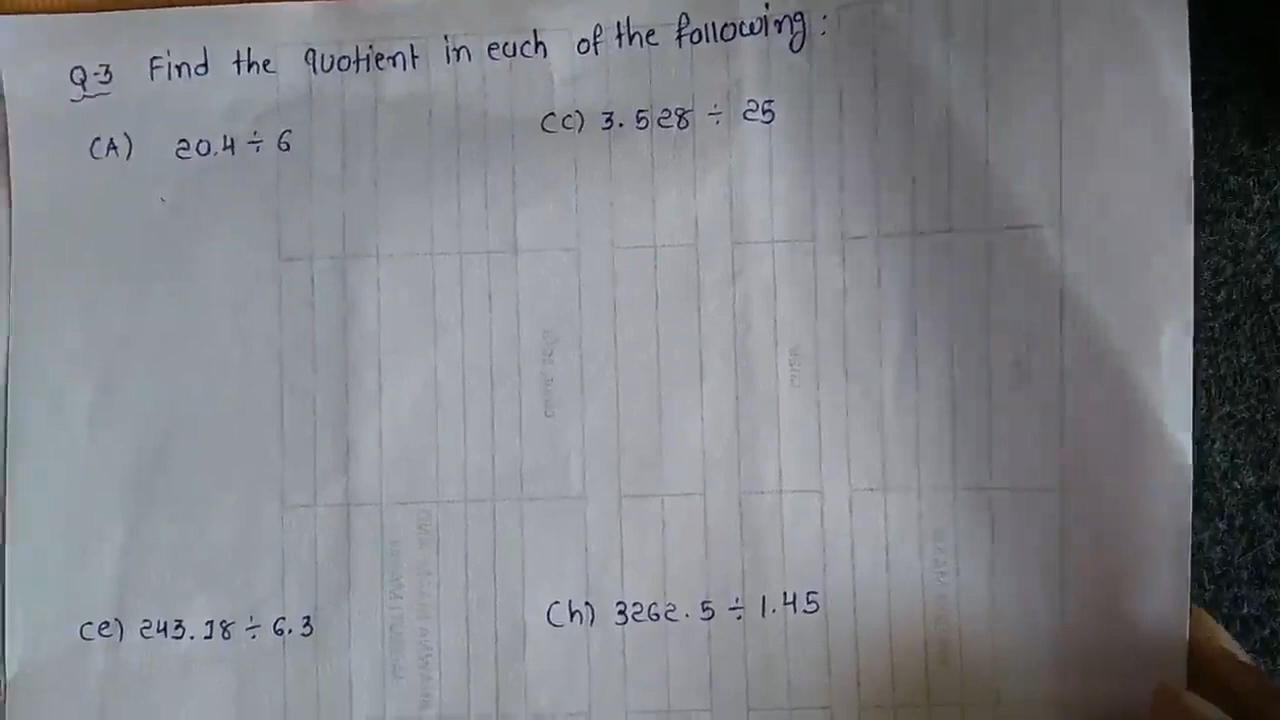 Q-3 Find the quotient in each of the following:
(A) 20.4 ÷ 6
(C) 3.528 ÷ 25
(e) 243.18 ÷ 6.3
(h) 3262.5 ÷ 1.45